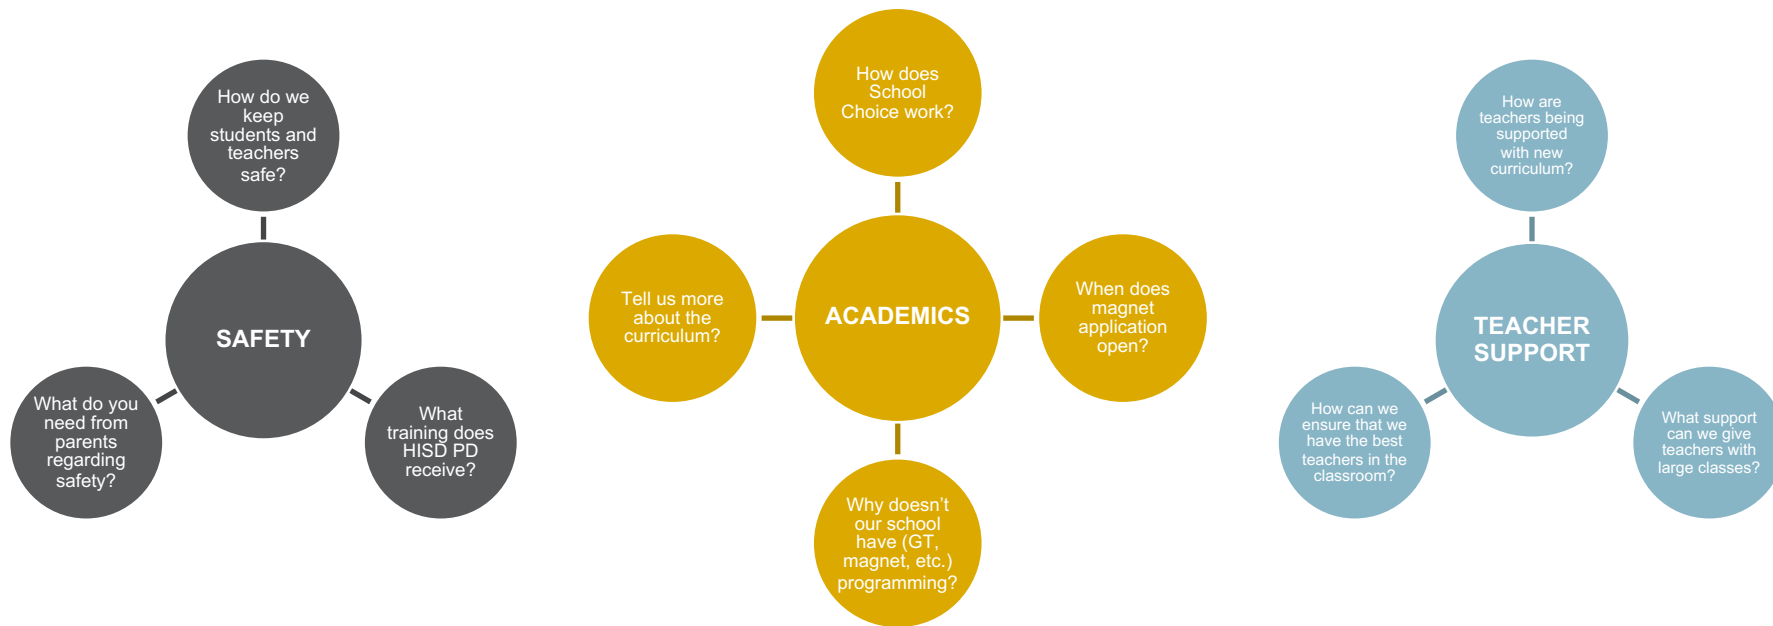 How do we
keep
students and
teachers
safe?
SAFETY
What do you
need from
parents
regarding
safety?
What
training does
HISD PD
receive?
How does
School
Choice work?
Tell us more
about the
curriculum?
ACADEMICS
When does
magnet
application
open?
Why doesn’t
our school
have (GT,
magnet, etc.)
programming?
How are
teachers being
supported
with new
curriculum?
TEACHER
SUPPORT
How can we
ensure that we
have the best
teachers in the
classroom?
What support
can we give
teachers with
large classes?